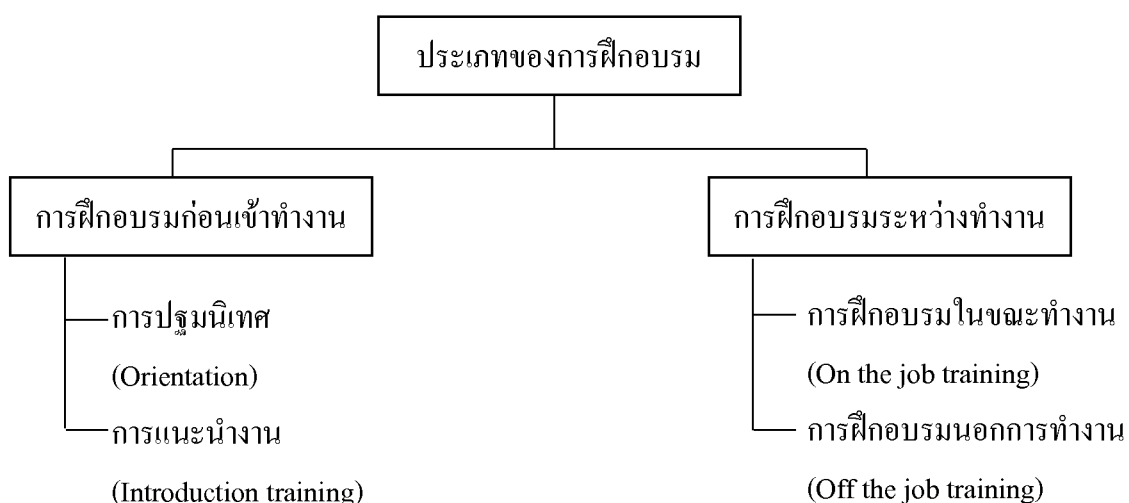 ประเภทของการฝึกอบรม
การฝึกอบรมก่อนเข้าทำงาน
การปฐมนิเทศ
(Orientation)
การแนะนำงาน
(Introduction training)
การฝึกอบรมระหว่างทำงาน
การฝึกอบรมในขณะทำงาน
(On the job training)
การฝึกอบรมนอกการทำงาน
(Off the job training)